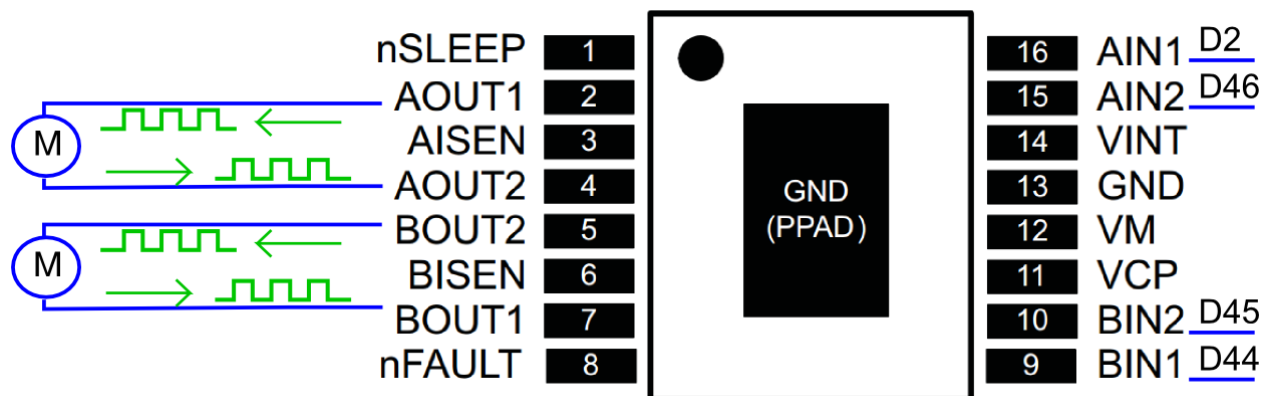 nSLEEP 1 16 AIN1 D2
AOUT1 2 15 AIN2 D46
M
AISEN 3 14 VINT
AOUT2 4 13 GND
GND
(PPAD)
BOUT2 5 12 VM
M
BISEN 6 11 VCP
BOUT1 7 10 BIN2 D45
nFAULT 8 9 BIN1 D44